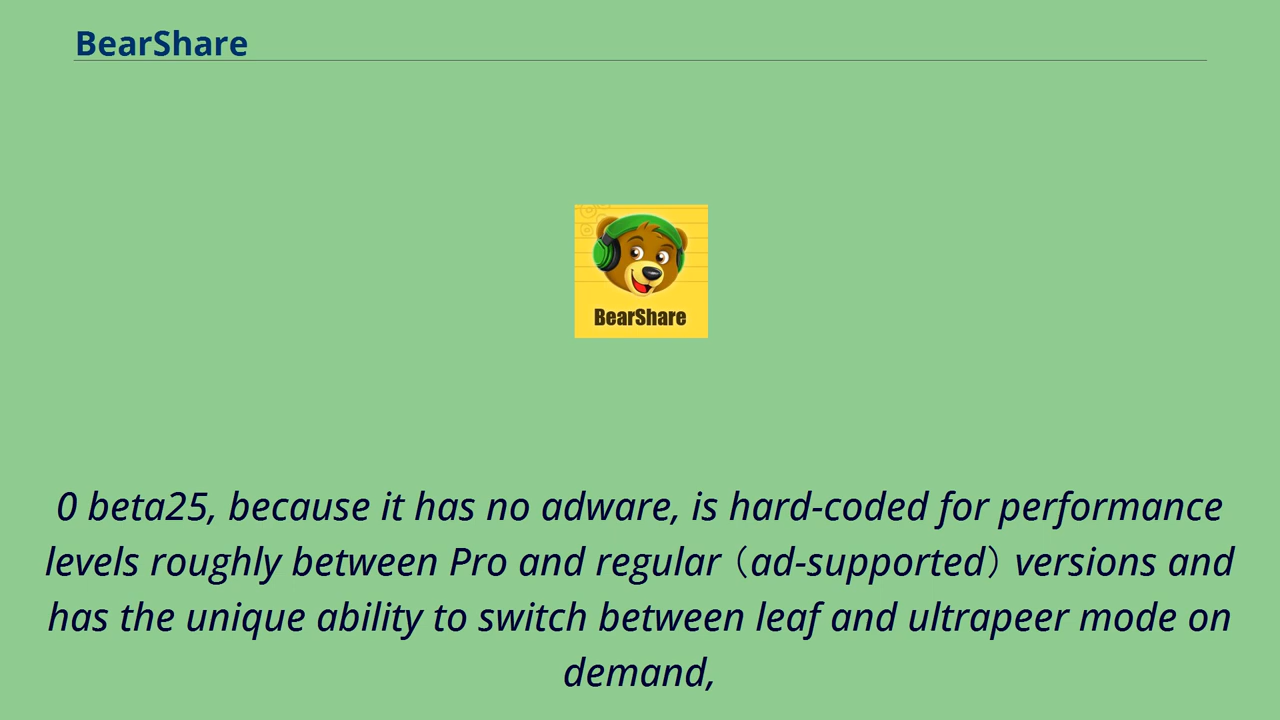 BearShare
BearShare
0 beta25, because it has no adware, is hard-coded for performance
levels roughly between Pro and regular（ad-supported）versions and
has the unique ability to switch between leaf and ultrapeer mode on
demand,